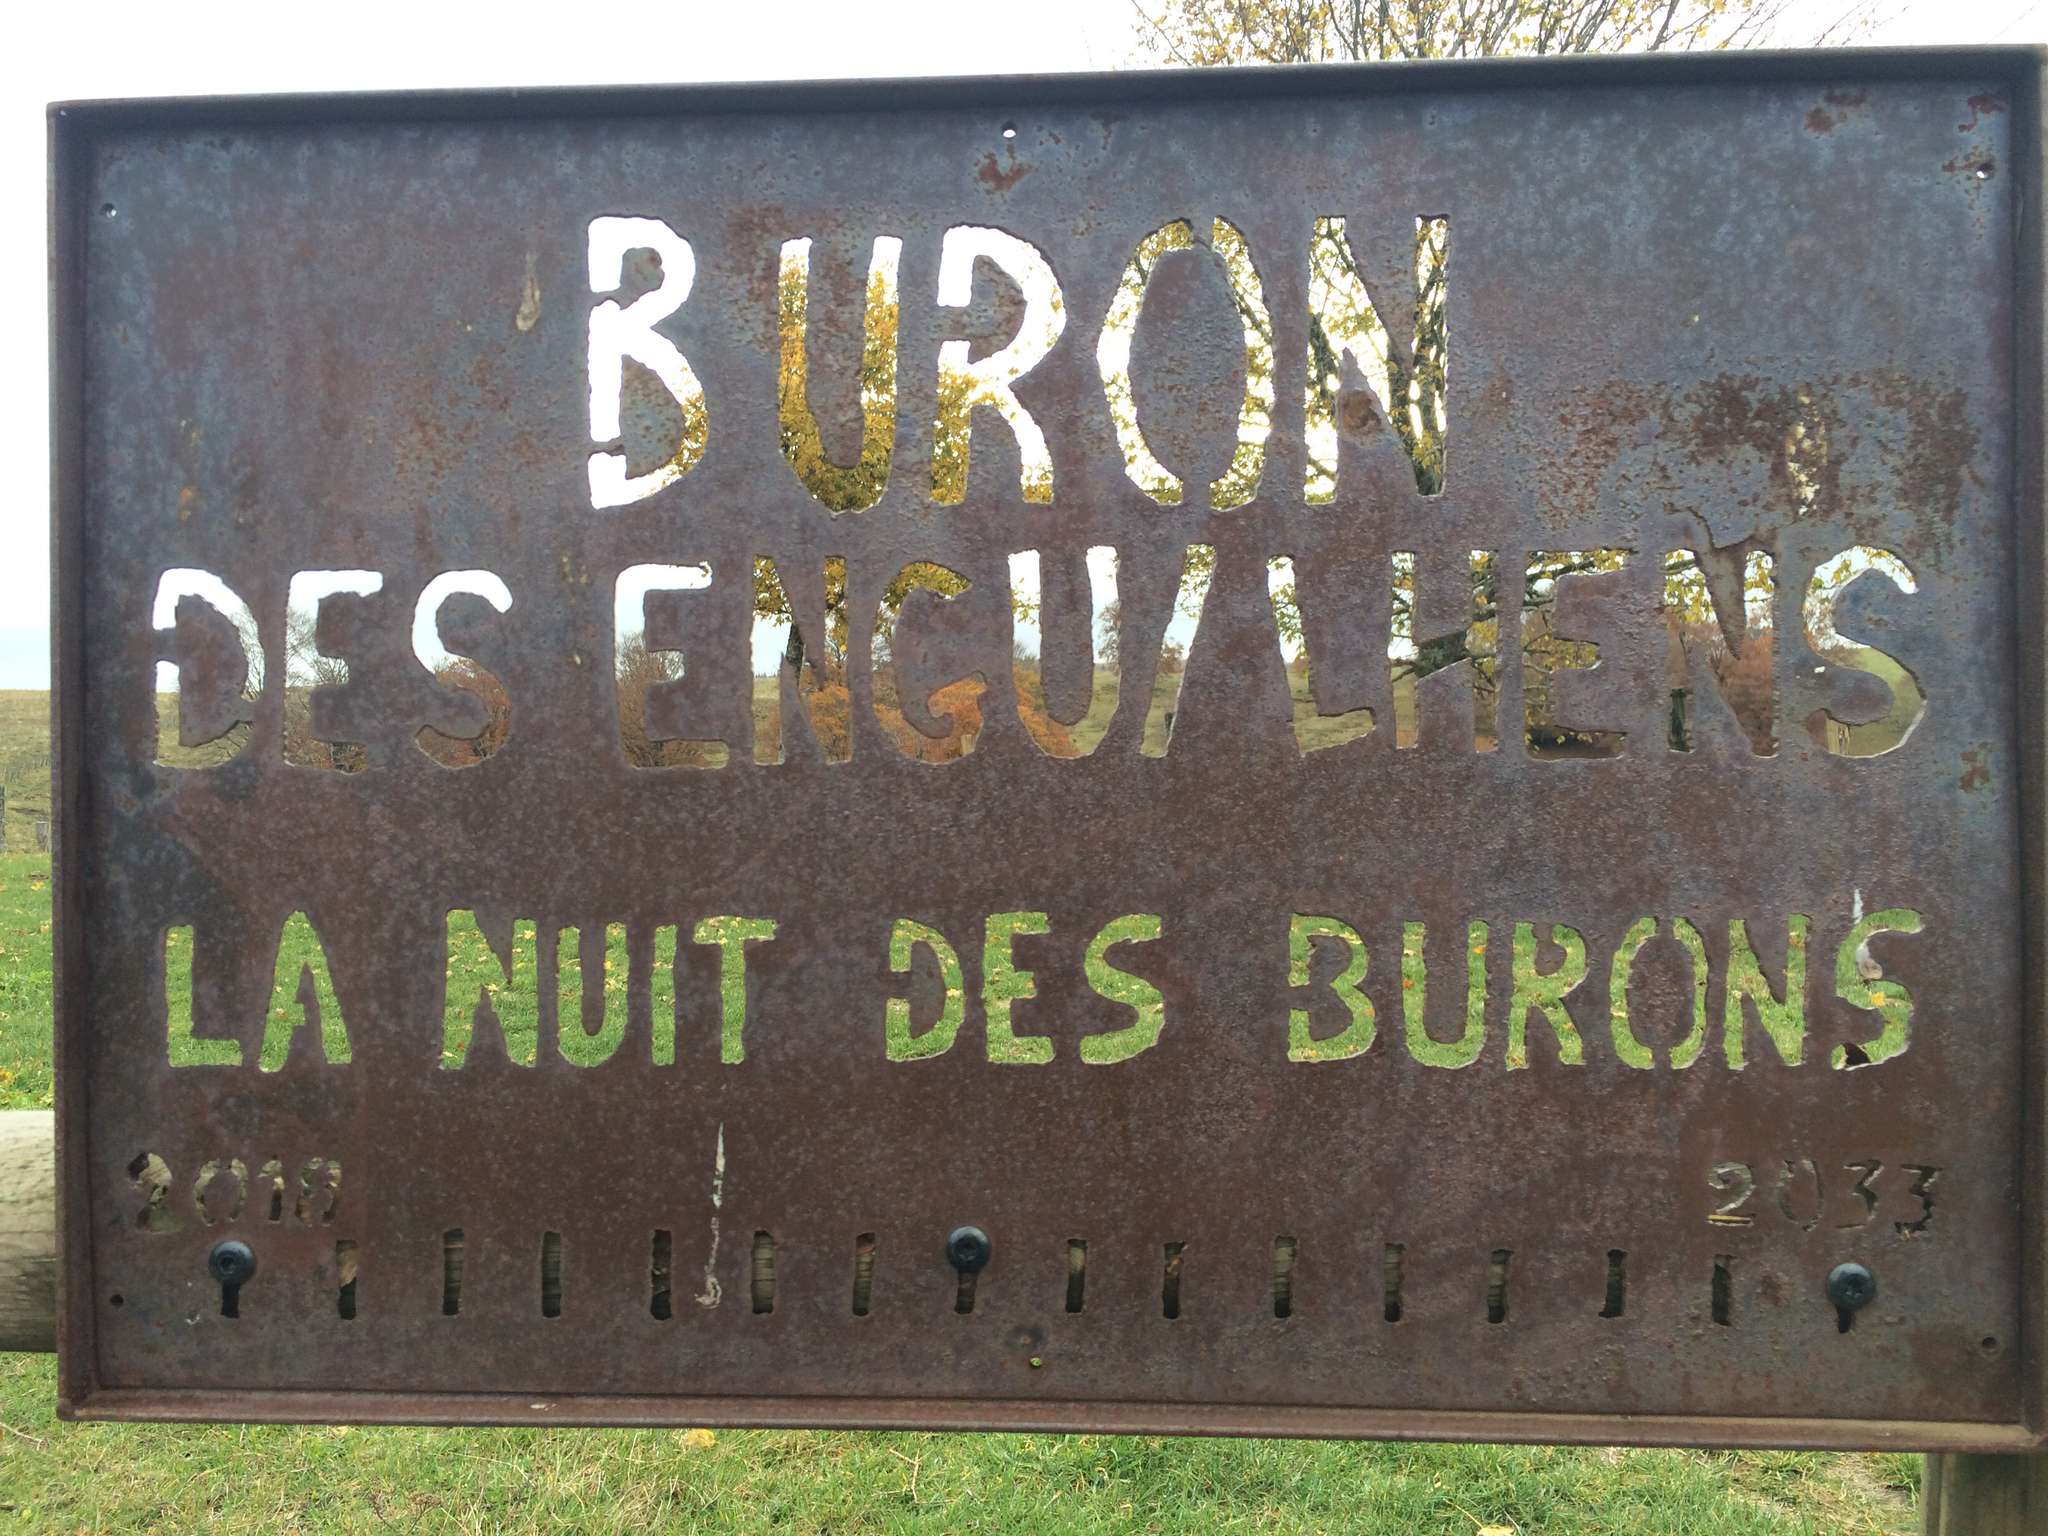 BURON
DES ENGUALHENS
LA NUIT DES BURONS
2018 2033